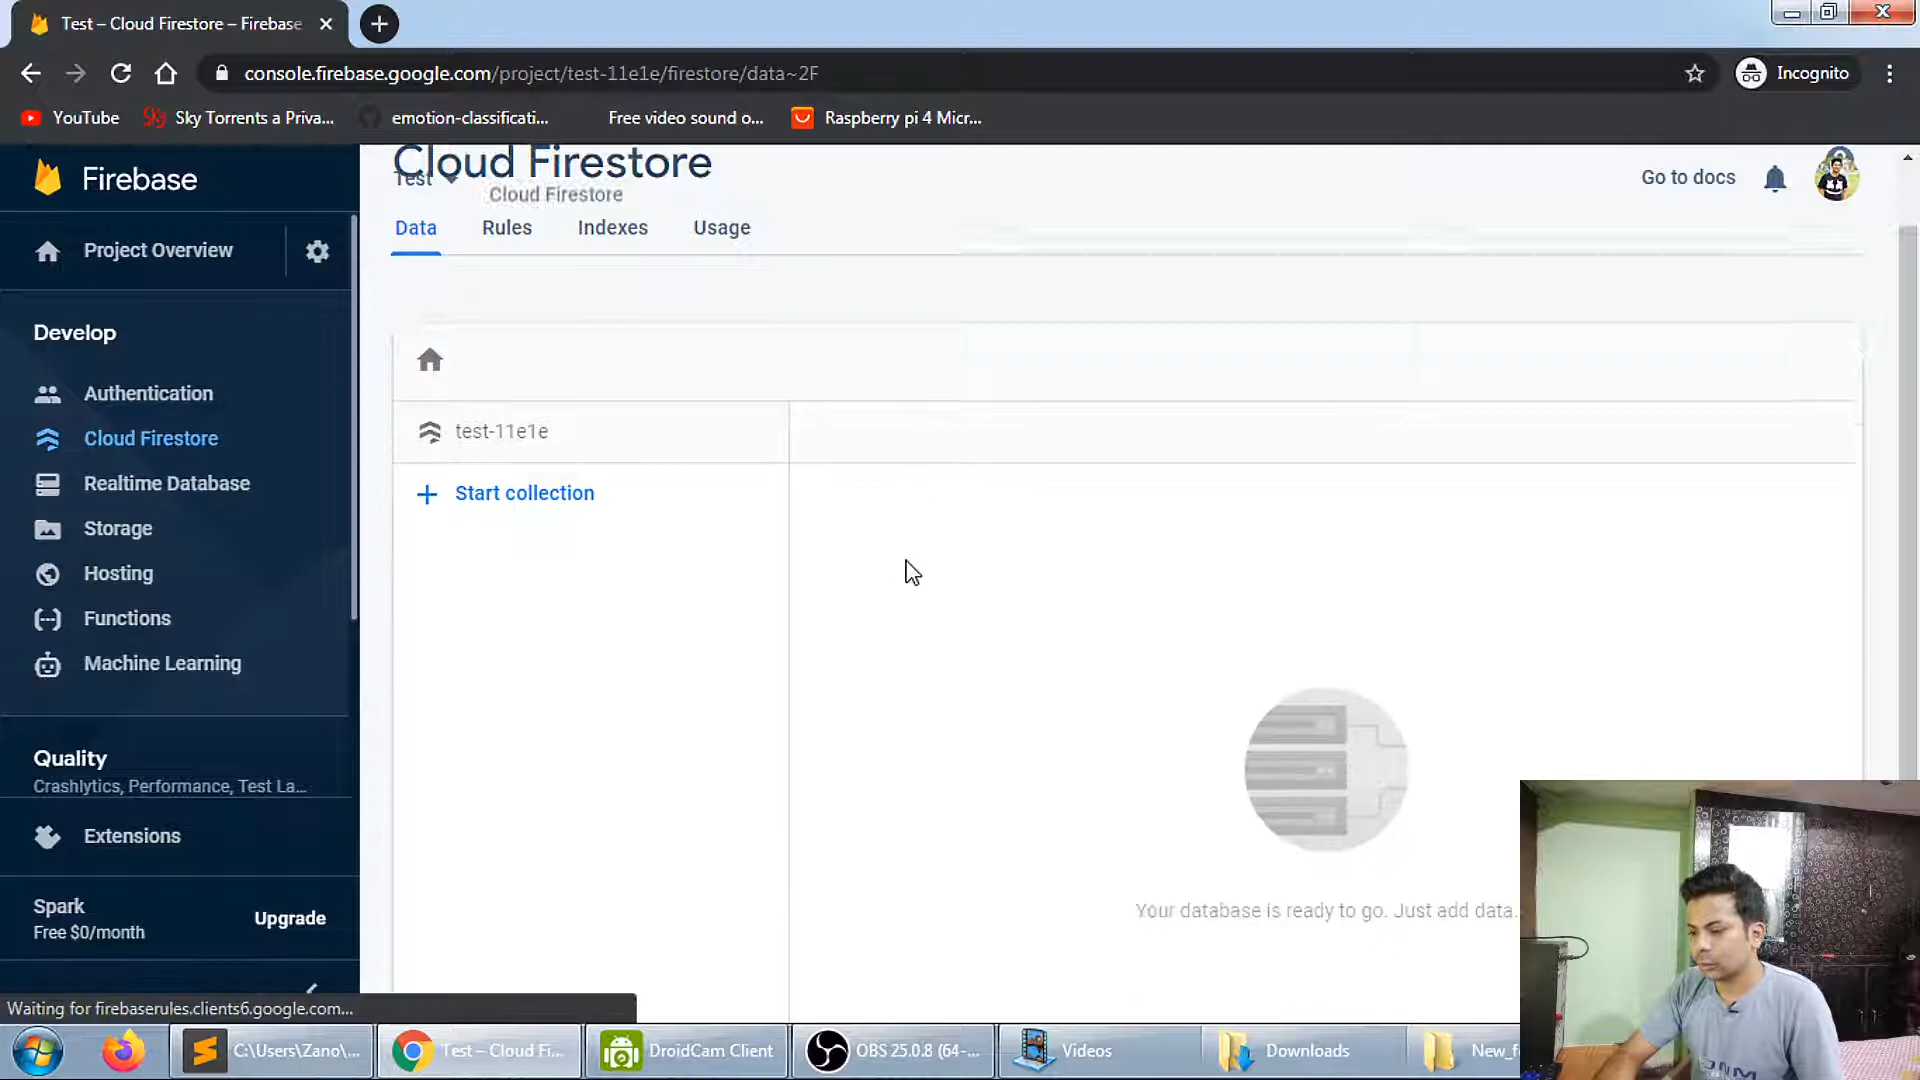 Test – Cloud Firestore – Firebase
console.firebase.google.com/project/test-11e1e/firestore/data~2F
Incognito
YouTube
Sky Torrents a Priva...
emotion-classificati...
Free video sound o...
Raspberry pi 4 Micr...
Firebase
Project Overview
Develop
Authentication
Cloud Firestore
Realtime Database
Storage
Hosting
Functions
Machine Learning
Quality
Crashlytics, Performance, Test La...
Extensions
Spark
Free $0/month
Upgrade
Cloud Firestore
Test
Cloud Firestore
Go to docs
Data Rules Indexes Usage
test-11e1e
Start collection
Your database is ready to go. Just add data.
Waiting for firebaserules.clients6.google.com...
C:\Users\Zano\...
Test – Cloud Fi...
DroidCam Client
OBS 25.0.8 (64-...
Videos
Downloads